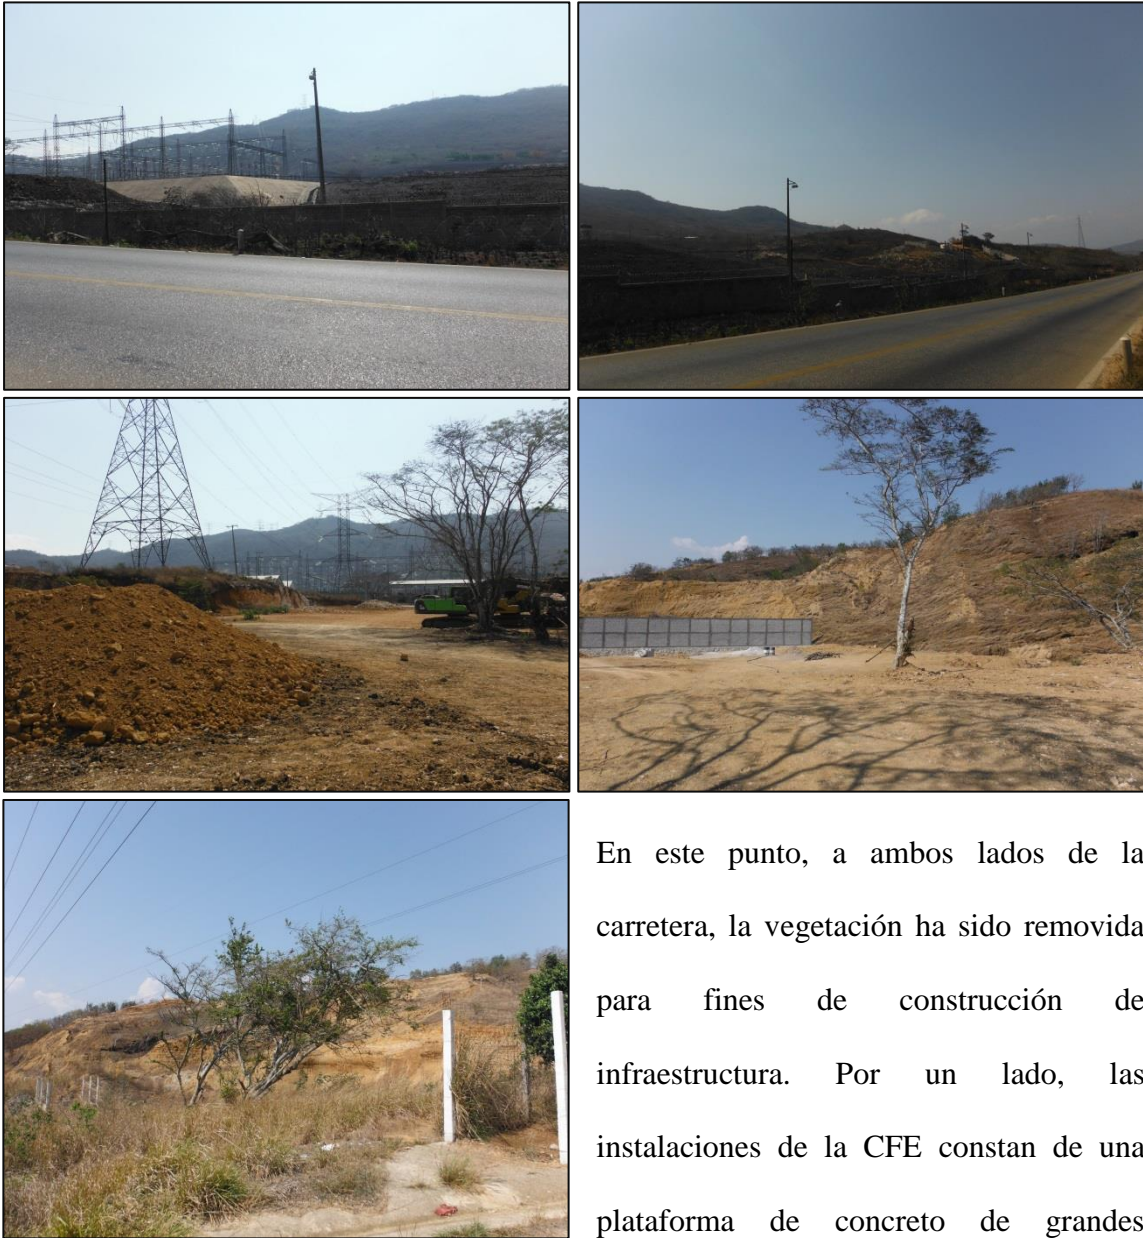 En este punto, a ambos lados de la
carretera, la vegetación ha sido removida
para fines de construcción de
infraestructura. Por un lado, las
instalaciones de la CFE constan de una
plataforma de concreto de grandes